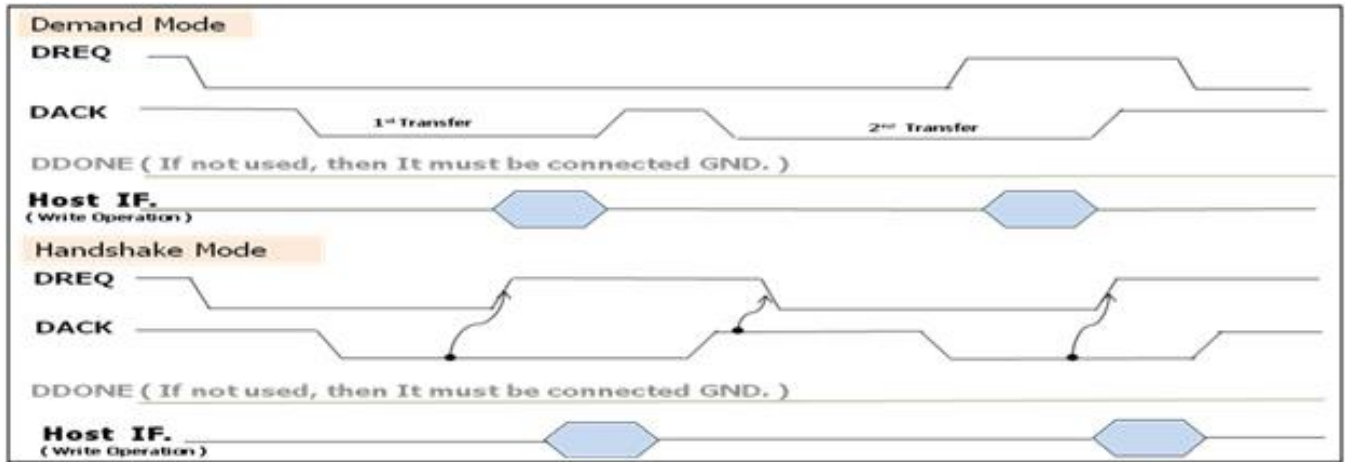 Demand Mode
DREQ
DACK
1st Transfer
2nd Transfer
DDONE ( If not used, then It must be connected GND. )
Host IF.
( Write Operation )
Handshake Mode
DREQ
DACK
DDONE ( If not used, then It must be connected GND. )
Host IF.
( Write Operation )